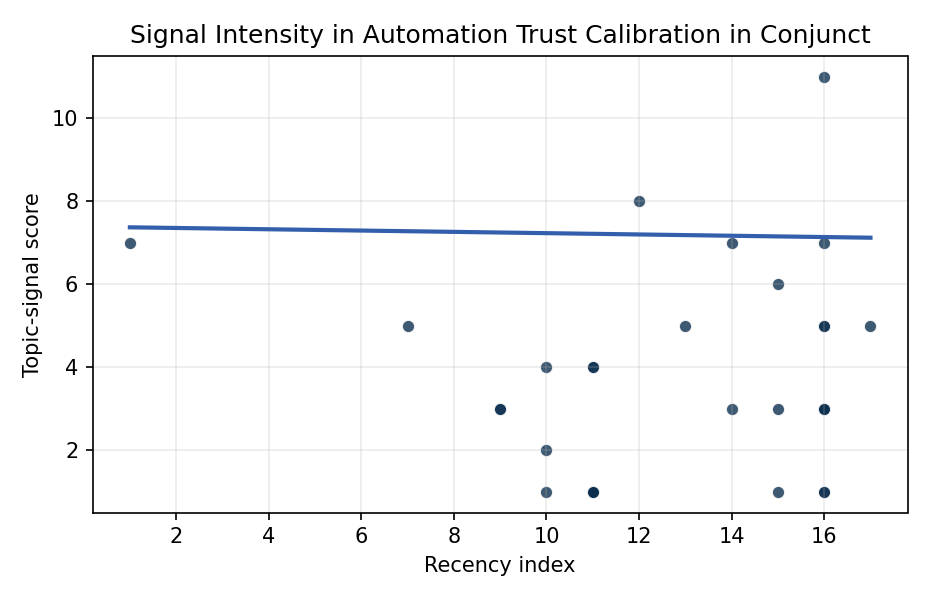 Signal Intensity in Automation Trust Calibration in Conjunct
10
8
6
4
2
Topic-signal score
2 4 6 8 10 12 14 16
Recency index